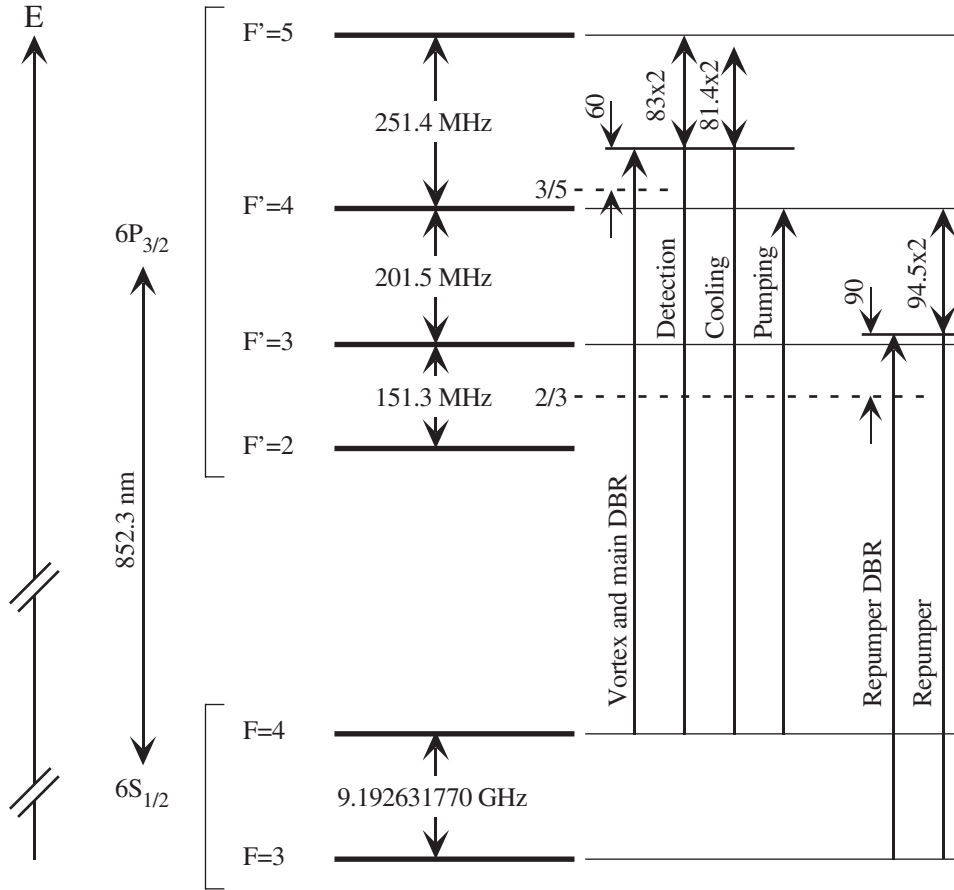 E
F'=5
251.4 MHz
F'=4
6P3/2
201.5 MHz
F'=3
151.3 MHz
F'=2
852.3 nm
F=4
6S1/2
9.192631770 GHz
F=3
60
83x2
81.4x2
3/5
Detection
Cooling
Pumping
90
94.5x2
2/3
Vortex and main DBR
Repumper DBR
Repumper